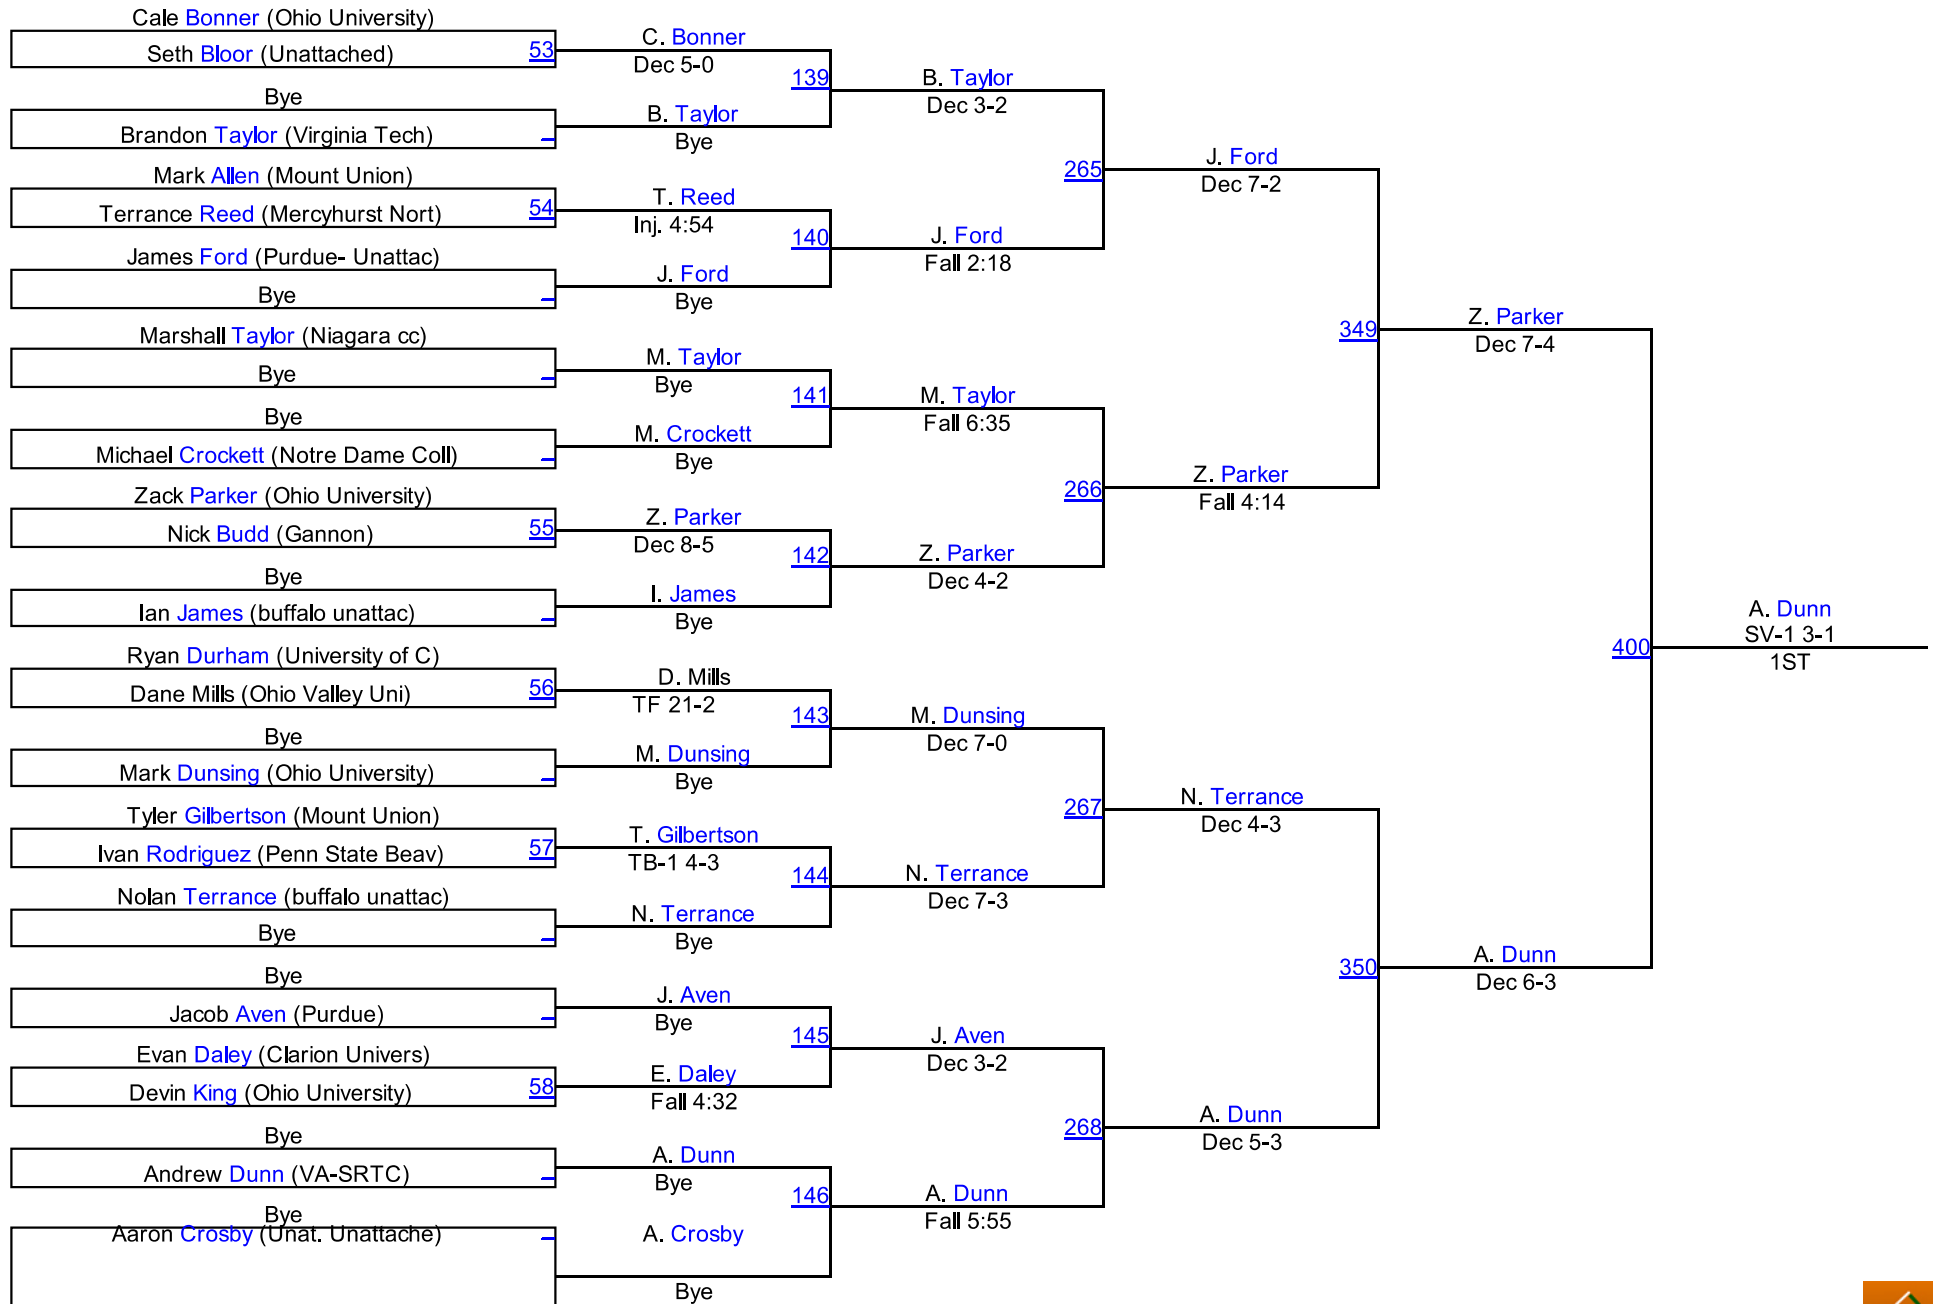 Cale Bonner (Ohio University)
Seth Bloor (Unattached)
53
Bye
Brandon Taylor (Virginia Tech)
Mark Allen (Mount Union)
Terrance Reed (Mercyhurst Nort)
54
James Ford (Purdue- Unattac)
Bye
Marshall Taylor (Niagara cc)
Bye
Bye
Michael Crockett (Notre Dame Coll)
Zack Parker (Ohio University)
Nick Budd (Gannon)
55
Bye
Ian James (buffalo unattac)
Ryan Durham (University of C)
Dane Mills (Ohio Valley Uni)
56
Bye
Mark Dunsing (Ohio University)
Tyler Gilbertson (Mount Union)
Ivan Rodriguez (Penn State Beav)
57
Nolan Terrance (buffalo unattac)
Bye
Bye
Jacob Aven (Purdue)
Evan Daley (Clarion Univers)
Devin King (Ohio University)
58
Bye
Andrew Dunn (VA-SRTC)
Bye
Aaron Crosby (Unat. Unattache)
C. Bonner
Dec 5-0
139
B. Taylor
Bye
T. Reed
Inj. 4:54
140
J. Ford
Bye
M. Taylor
Bye
141
M. Crockett
Bye
Z. Parker
Dec 8-5
142
I. James
Bye
D. Mills
TF 21-2
143
M. Dunsing
Bye
T. Gilbertson
TB-1 4-3
144
N. Terrance
Bye
J. Aven
Bye
145
E. Daley
Fall 4:32
A. Dunn
Bye
146
A. Crosby
Bye
B. Taylor
Dec 3-2
265
J. Ford
Fall 2:18
M. Taylor
Fall 6:35
266
Z. Parker
Dec 4-2
M. Dunsing
Dec 7-0
267
N. Terrance
Dec 7-3
J. Aven
Dec 3-2
268
A. Dunn
Fall 5:55
J. Ford
Dec 7-2
349
Z. Parker
Fall 4:14
N. Terrance
Dec 4-3
350
A. Dunn
Dec 5-3
Z. Parker
Dec 7-4
400
A. Dunn
Dec 6-3
A. Dunn
SV-1 3-1
1ST